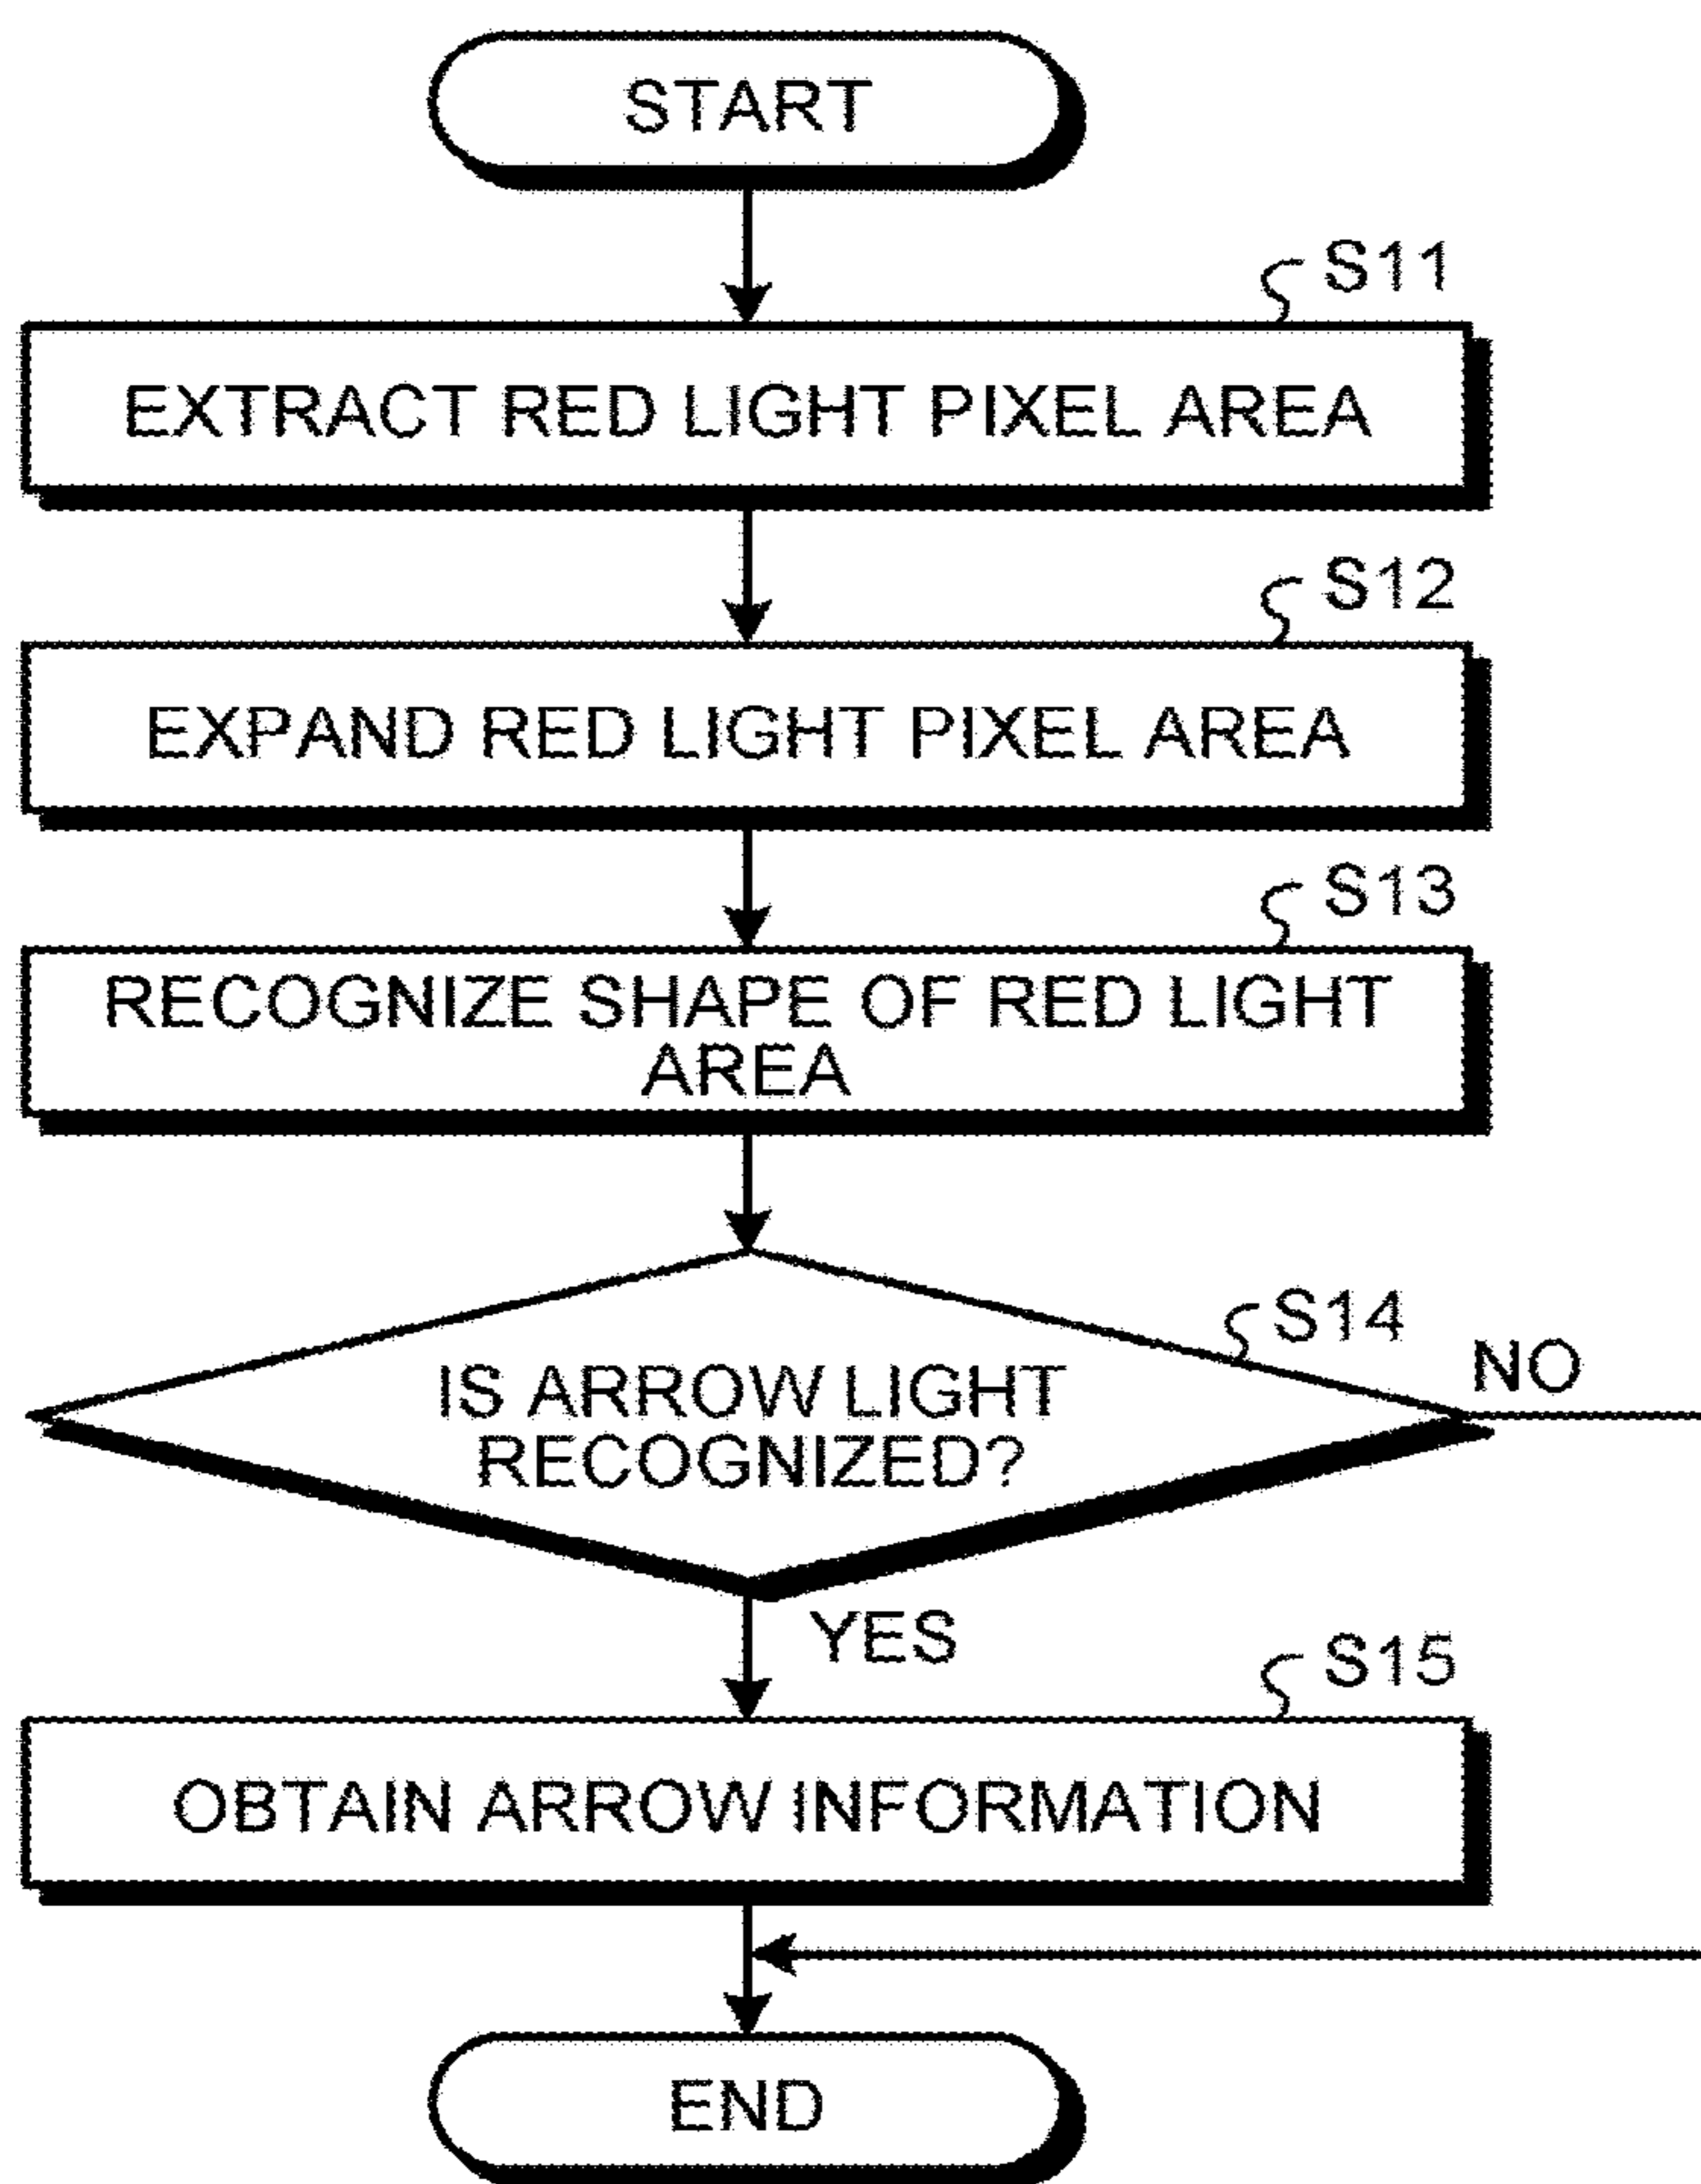 START
S11
EXTRACT RED LIGHT PIXEL AREA
S12
EXPAND RED LIGHT PIXEL AREA
S13
RECOGNIZE SHAPE OF RED LIGHT
AREA
S14
NO
IS ARROW LIGHT
RECOGNIZED?
YES
S15
OBTAIN ARROW INFORMATION
END